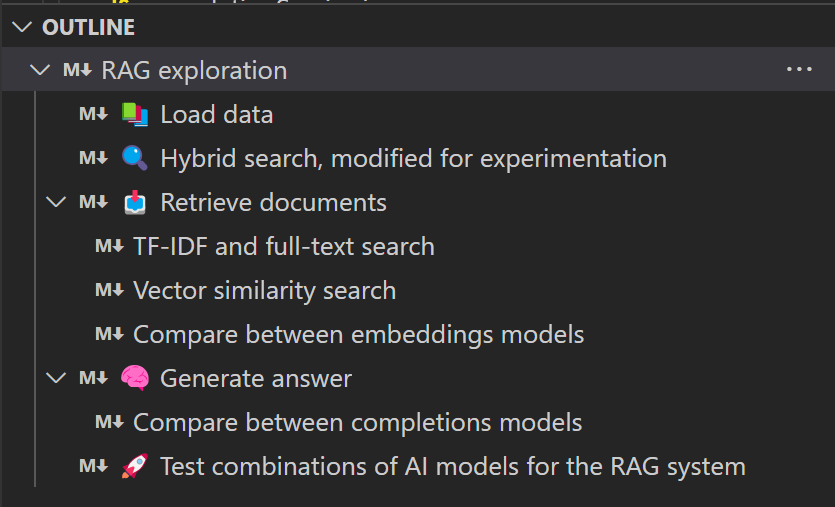 OUTLINE
M↓ RAG exploration ...
M↓ 📚 Load data
M↓ 🔍 Hybrid search, modified for experimentation
M↓ 📥 Retrieve documents
M↓ TF-IDF and full-text search
M↓ Vector similarity search
M↓ Compare between embeddings models
M↓ 🧠 Generate answer
M↓ Compare between completions models
M↓ 🚀 Test combinations of AI models for the RAG system